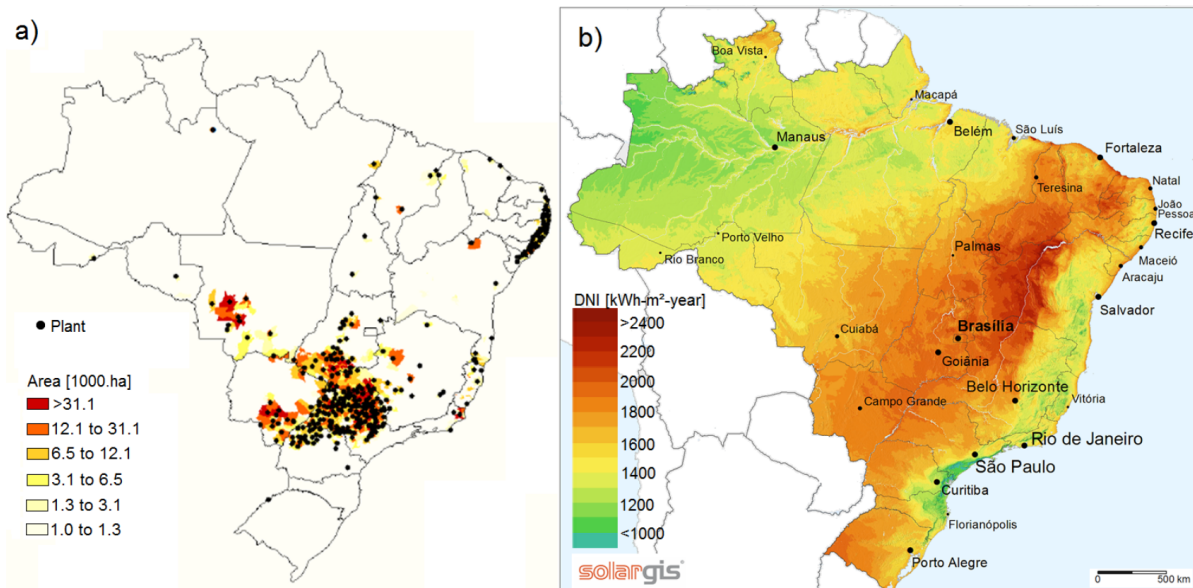 a)
Plant
Area [1000.ha]
>31.1
12.1 to 31.1
6.5 to 12.1
3.1 to 6.5
1.3 to 3.1
1.0 to 1.3
b)
Boa Vista
Macapá
Manaus
Belém
São Luís
Fortaleza
Teresina
Natal
João
Pessoa
Recife
Porto Velho
Rio Branco
Palmas
Maceió
Aracaju
Salvador
Cuiabá
Brasília
Goiânia
Belo Horizonte
Campo Grande
Vitória
Rio de Janeiro
São Paulo
Curitiba
Florianópolis
Porto Alegre
DNI [kWh-m²-year]
>2400
2200
2000
1800
1600
1400
1200
<1000
solargis
0 500 km